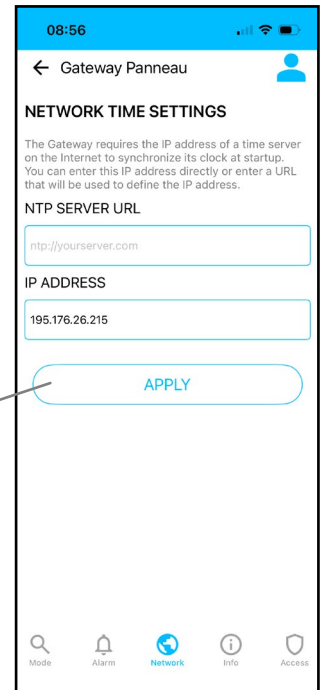 08:56
Gateway Panneau
NETWORK TIME SETTINGS
The Gateway requires the IP address of a time server
on the Internet to synchronize its clock at startup.
You can enter this IP address directly or enter a URL
that will be used to define the IP address.
NTP SERVER URL
ntp://yourserver.com
IP ADDRESS
195.176.26.215
APPLY
Mode Alarm Network Info Access